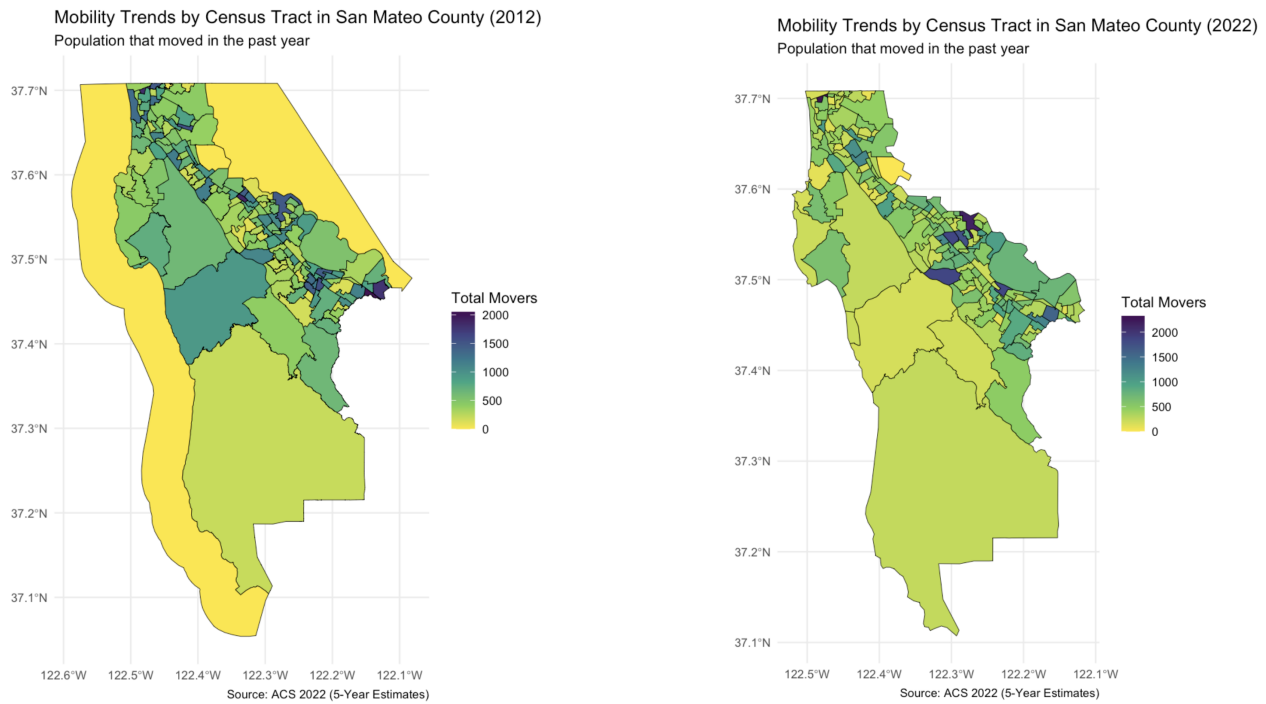 Mobility Trends by Census Tract in San Mateo County (2012)
Population that moved in the past year
37.7°N
37.6°N
37.5°N
37.4°N
37.3°N
37.2°N
37.1°N
122.6°W 122.5°W 122.4°W 122.3°W 122.2°W 122.1°W
Total Movers
2000
1500
1000
500
0
Source: ACS 2022 (5-Year Estimates)
Mobility Trends by Census Tract in San Mateo County (2022)
Population that moved in the past year
37.7°N
37.6°N
37.5°N
37.4°N
37.3°N
37.2°N
37.1°N
122.5°W 122.4°W 122.3°W 122.2°W 122.1°W
Total Movers
2000
1500
1000
500
0
Source: ACS 2022 (5-Year Estimates)